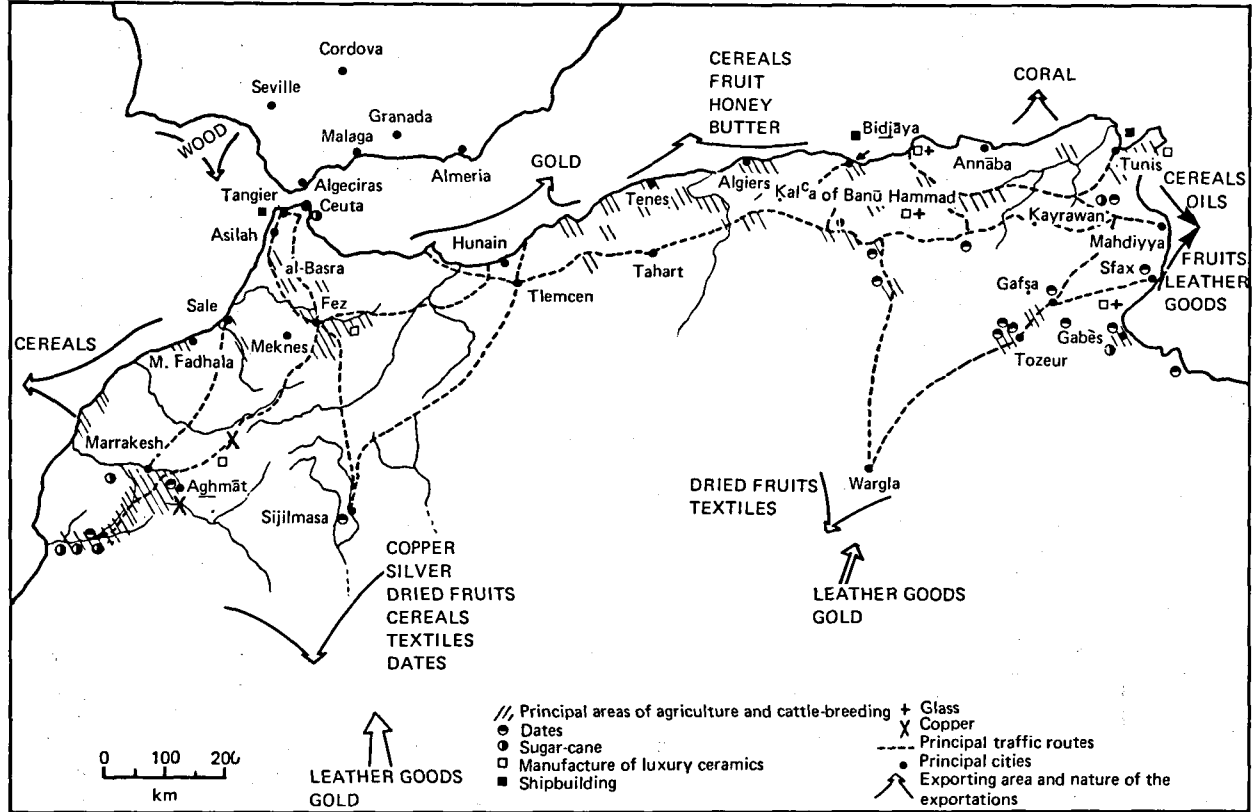 Cordova
Seville
Granada
Malaga
Almeria
WOOD
Algeciras
Tangier
Ceuta
Asilah
GOLD
CEREALS
FRUIT
HONEY
BUTTER
CORAL
Bidjāya
Annāba
Tunis
Algiers
Tenes
Kalᶜa of Banū Hammad
CEREALS
OILS
Kayrawan
Mahdiyya
Hunain
Tahart
Tlemcen
Sfax
FRUITS
LEATHER
GOODS
Gafṣa
Gabès
Tozeur
al-Basra
Fez
Sale
Meknes
M. Fadhala
CEREALS
Marrakesh
Aghmāt
Sijilmasa
Wargla
DRIED FRUITS
TEXTILES
LEATHER GOODS
GOLD
COPPER
SILVER
DRIED FRUITS
CEREALS
TEXTILES
DATES
LEATHER GOODS
GOLD
0 100 200
km
Principal areas of agriculture and cattle-breeding
Dates
Sugar-cane
Manufacture of luxury ceramics
Shipbuilding
Glass
Copper
Principal traffic routes
Principal cities
Exporting area and nature of the
exportations